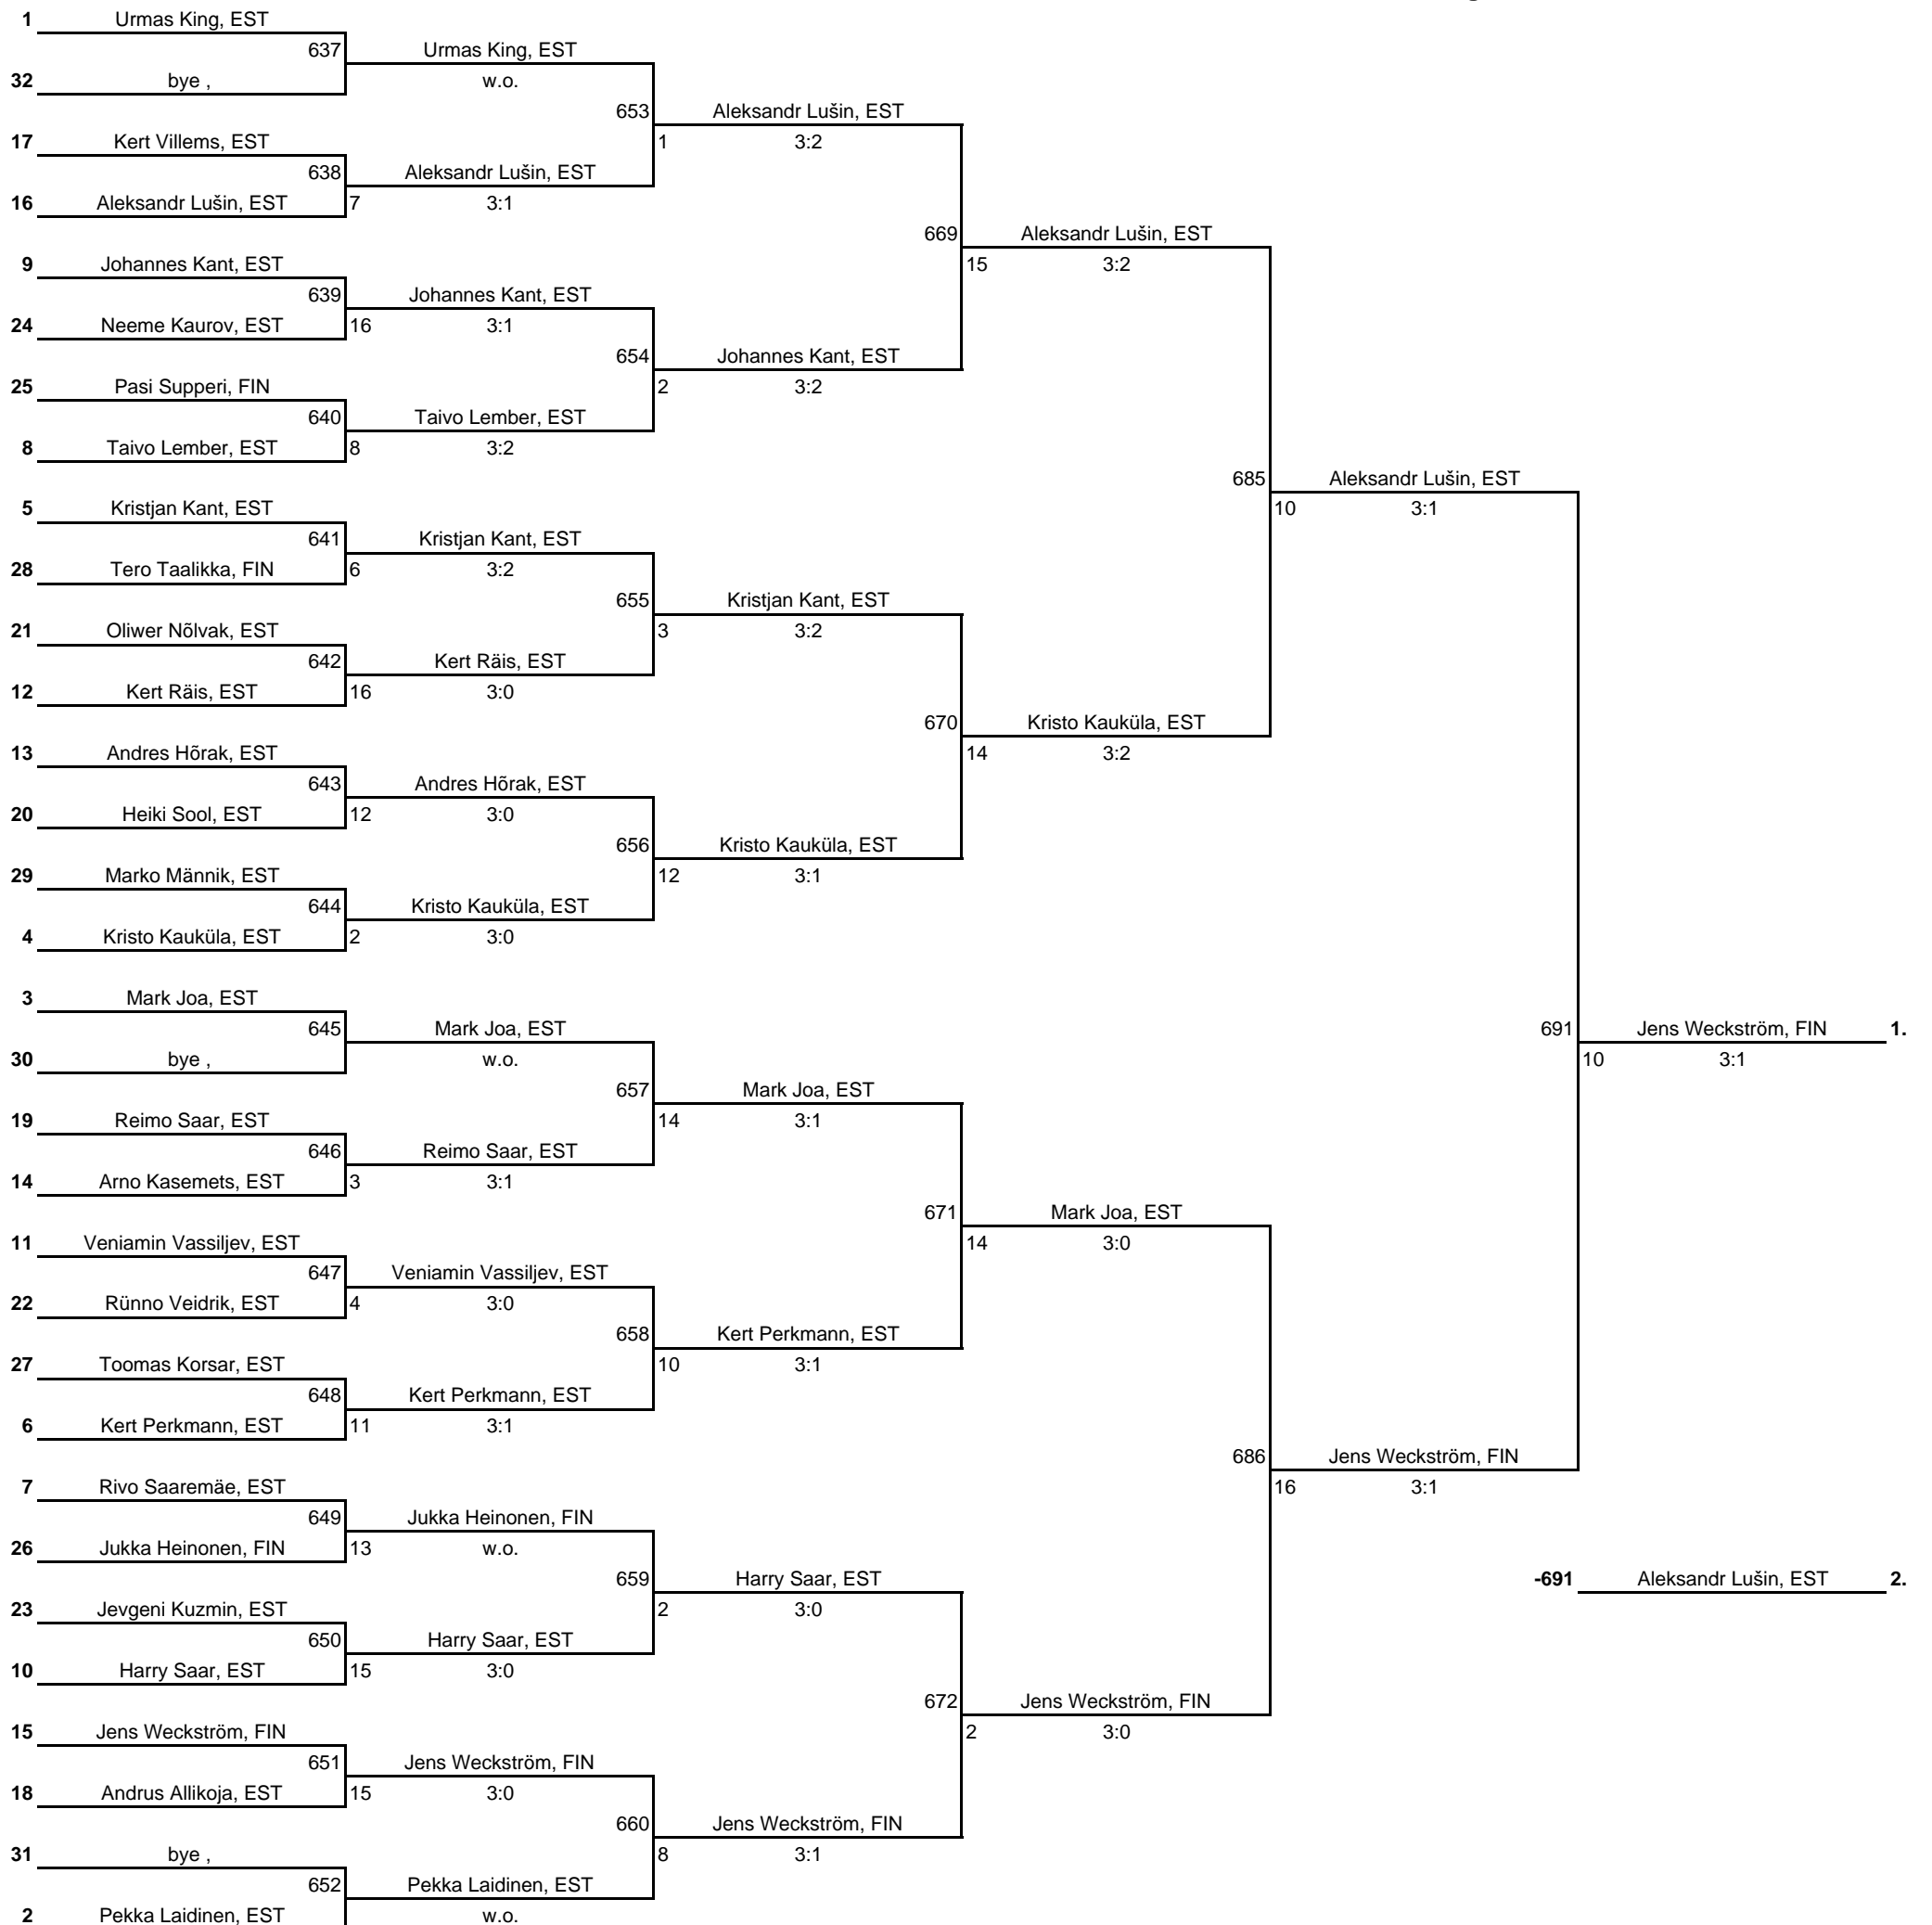 1 Urmas King, EST
637 Urmas King, EST
32 bye , w.o.
653 Aleksandr Lušin, EST
17 Kert Villems, EST 1 3:2
638 Aleksandr Lušin, EST
16 Aleksandr Lušin, EST 7 3:1
669 Aleksandr Lušin, EST
9 Johannes Kant, EST 15 3:2
639 Johannes Kant, EST
24 Neeme Kaurov, EST 16 3:1
654 Johannes Kant, EST
25 Pasi Supperi, FIN 2 3:2
640 Taivo Lember, EST
8 Taivo Lember, EST 8 3:2
685 Aleksandr Lušin, EST
5 Kristjan Kant, EST 10 3:1
641 Kristjan Kant, EST
28 Tero Taalikka, FIN 6 3:2
655 Kristjan Kant, EST
21 Oliwer Nõlvak, EST 3 3:2
642 Kert Räis, EST
12 Kert Räis, EST 16 3:0
670 Kristo Kauküla, EST
13 Andres Hõrak, EST 14 3:2
643 Andres Hõrak, EST
20 Heiki Sool, EST 12 3:0
656 Kristo Kauküla, EST
29 Marko Männik, EST 12 3:1
644 Kristo Kauküla, EST
4 Kristo Kauküla, EST 2 3:0
3 Mark Joa, EST
645 Mark Joa, EST 691 Jens Weckström, FIN 1.
30 bye , w.o. 10 3:1
657 Mark Joa, EST
19 Reimo Saar, EST 14 3:1
646 Reimo Saar, EST
14 Arno Kasemets, EST 3 3:1
671 Mark Joa, EST
11 Veniamin Vassiljev, EST 14 3:0
647 Veniamin Vassiljev, EST
22 Rünno Veidrik, EST 4 3:0
658 Kert Perkmann, EST
27 Toomas Korsar, EST 10 3:1
648 Kert Perkmann, EST
6 Kert Perkmann, EST 11 3:1
686 Jens Weckström, FIN
7 Rivo Saaremäe, EST 16 3:1
649 Jukka Heinonen, FIN
26 Jukka Heinonen, FIN 13 w.o.
659 Harry Saar, EST -691 Aleksandr Lušin, EST 2.
23 Jevgeni Kuzmin, EST 2 3:0
650 Harry Saar, EST
10 Harry Saar, EST 15 3:0
672 Jens Weckström, FIN
15 Jens Weckström, FIN 2 3:0
651 Jens Weckström, FIN
18 Andrus Allikoja, EST 15 3:0
660 Jens Weckström, FIN
31 bye , 8 3:1
652 Pekka Laidinen, EST
2 Pekka Laidinen, EST w.o.